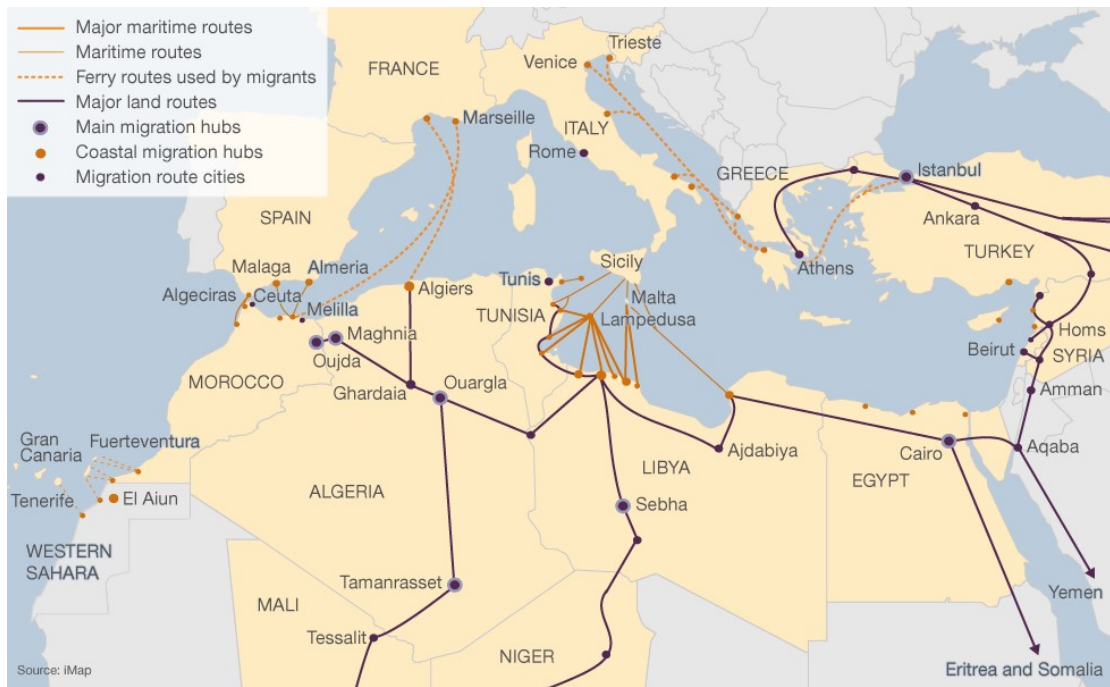 Major maritime routes
Maritime routes
Ferry routes used by migrants
Major land routes
Main migration hubs
Coastal migration hubs
Migration route cities
FRANCE
Trieste
Venice
Marseille
ITALY
Rome
GREECE
Istanbul
Ankara
SPAIN
TURKEY
Athens
Malaga
Almeria
Sicily
Tunis
Algeciras
Ceuta
Algiers
Malta
Melilla
TUNISIA
Lampedusa
Homs
Maghnia
Beirut
SYRIA
Oujda
MOROCCO
Ghardaia
Ouargla
Amman
Gran
Canaria
Fuerteventura
Ajdabiya
Cairo
Aqaba
LIBYA
EGYPT
ALGERIA
Tenerife
El Aiun
Sebha
WESTERN
SAHARA
Tamanrasset
Yemen
MALI
Tessalit
NIGER
Source: iMap
Eritrea and Somalia